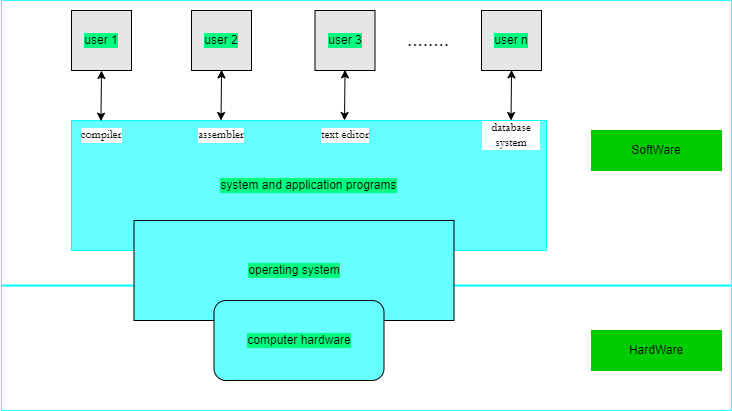 user 1
user 2
user 3
........
user n
compiler
assembler
text editor
database
system
SoftWare
system and application programs
operating system
computer hardware
HardWare